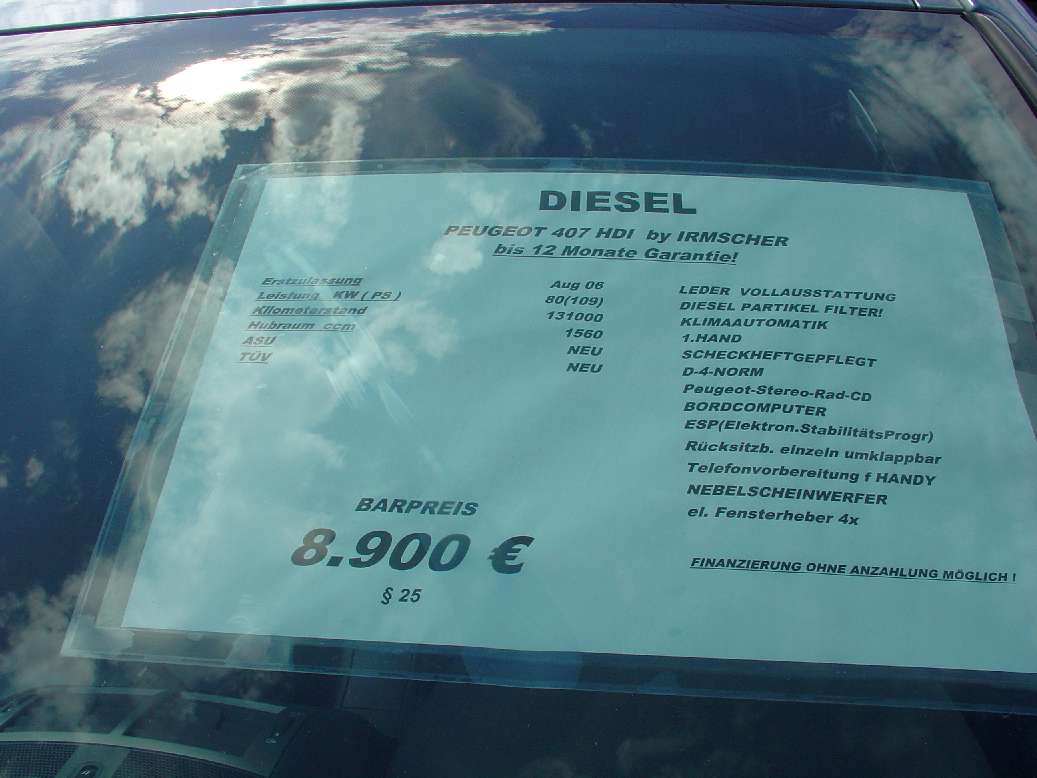 DIESEL
PEUGEOT 407 HDI by IRMSCHER
bis 12 Monate Garantie!
Erstzulassung Aug 06
Leistung KW ( PS ) 80(109)
Kilometerstand 131000
Hubraum ccm 1560
ASU NEU
TÜV NEU
LEDER VOLLAUSSTATTUNG
DIESEL PARTIKEL FILTER!
KLIMAAUTOMATIK
1.HAND
SCHECKHEFTGEPFLEGT
D-4-NORM
Peugeot-Stereo-Rad-CD
BORDCOMPUTER
ESP(Elektron.StabilitätsProgr)
Rücksitzb. einzeln umklappbar
Telefonvorbereitung f HANDY
NEBELSCHEINWERFER
el. Fensterheber 4x
BARPREIS
8.900 €
§ 25
FINANZIERUNG OHNE ANZAHLUNG MÖGLICH !